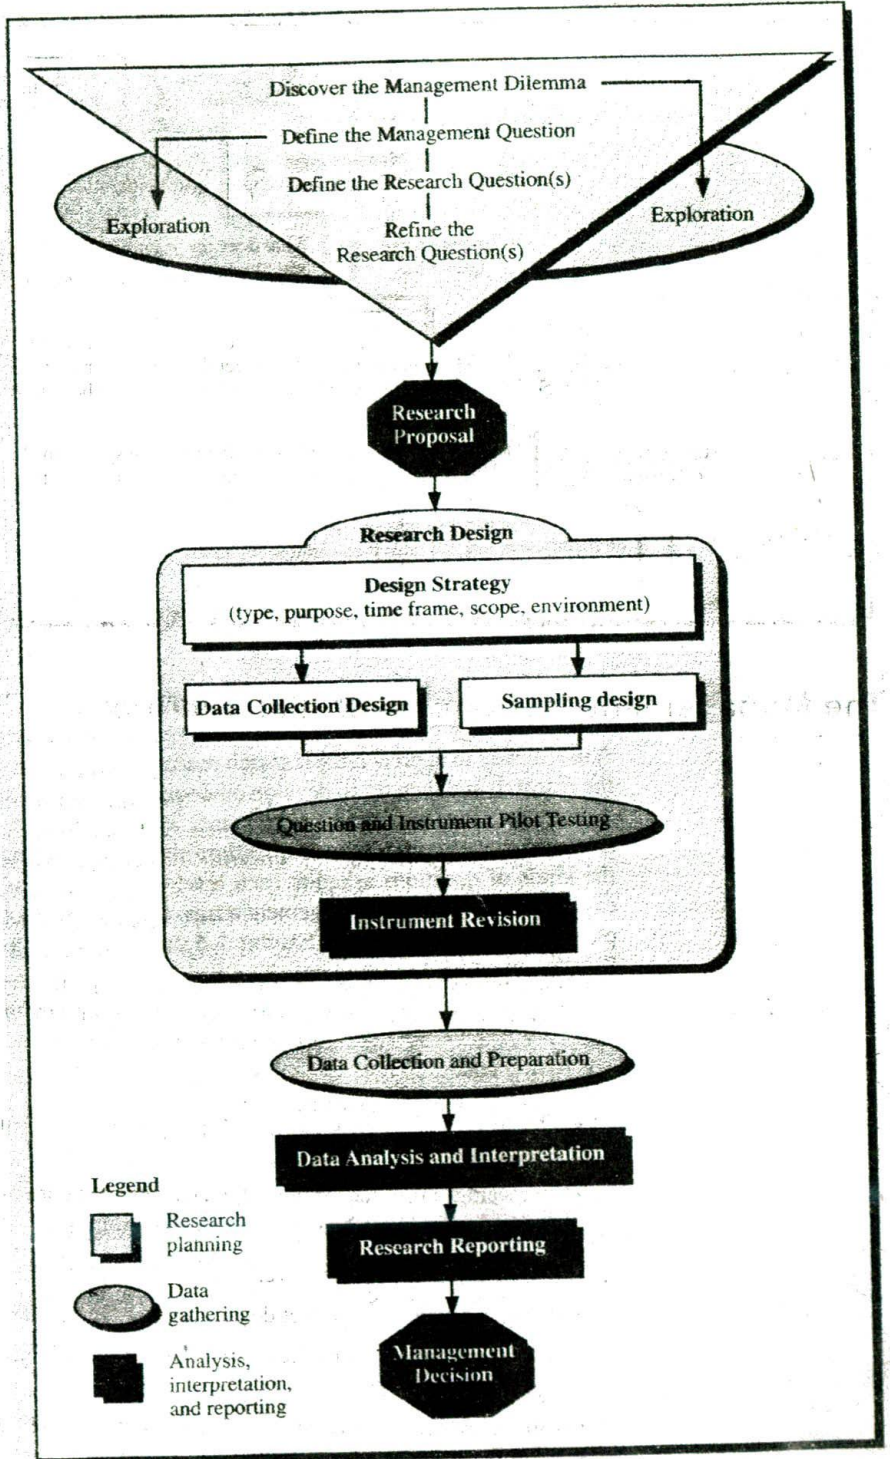 Discover the Management Dilemma
Define the Management Question
Define the Research Question(s)
Exploration
Refine the
Research Question(s)
Exploration
Research
Proposal
Research Design
Design Strategy
(type, purpose, time frame, scope, environment)
Data Collection Design
Sampling design
Question and Instrument Pilot Testing
Instrument Revision
Data Collection and Preparation
Data Analysis and Interpretation
Research Reporting
Management
Decision
Legend
Research
planning
Data
gathering
Analysis,
interpretation,
and reporting